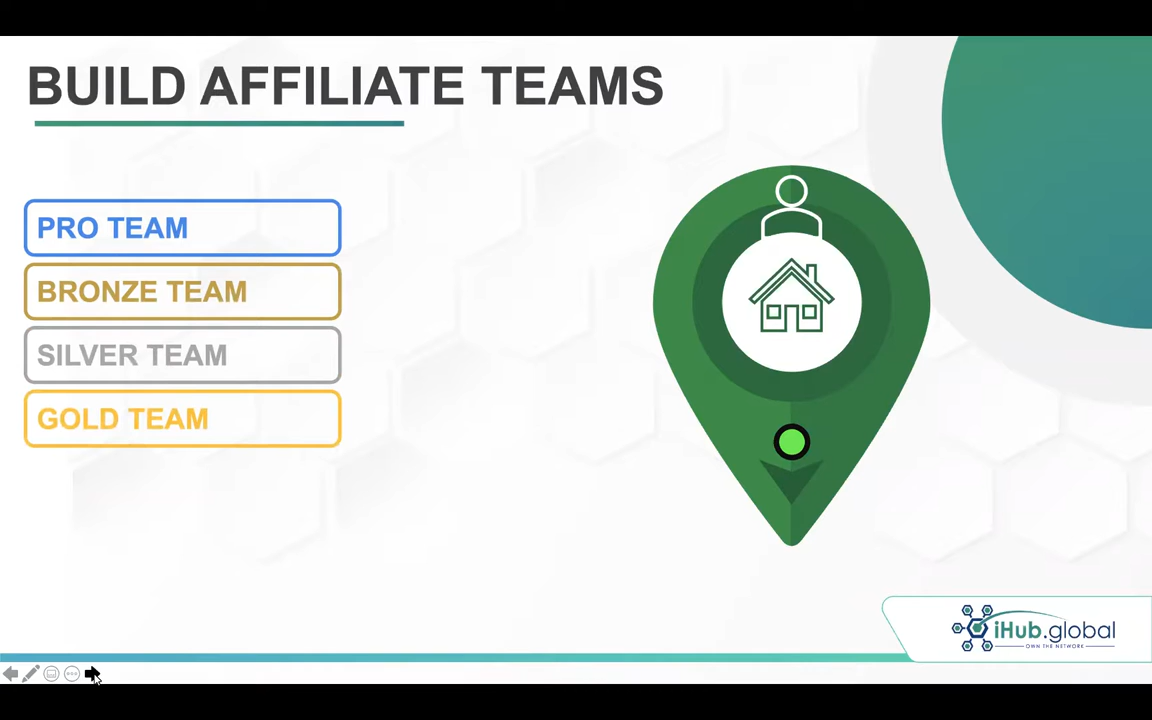 BUILD AFFILIATE TEAMS
PRO TEAM
BRONZE TEAM
SILVER TEAM
GOLD TEAM
iHub.global
OWN THE NETWORK